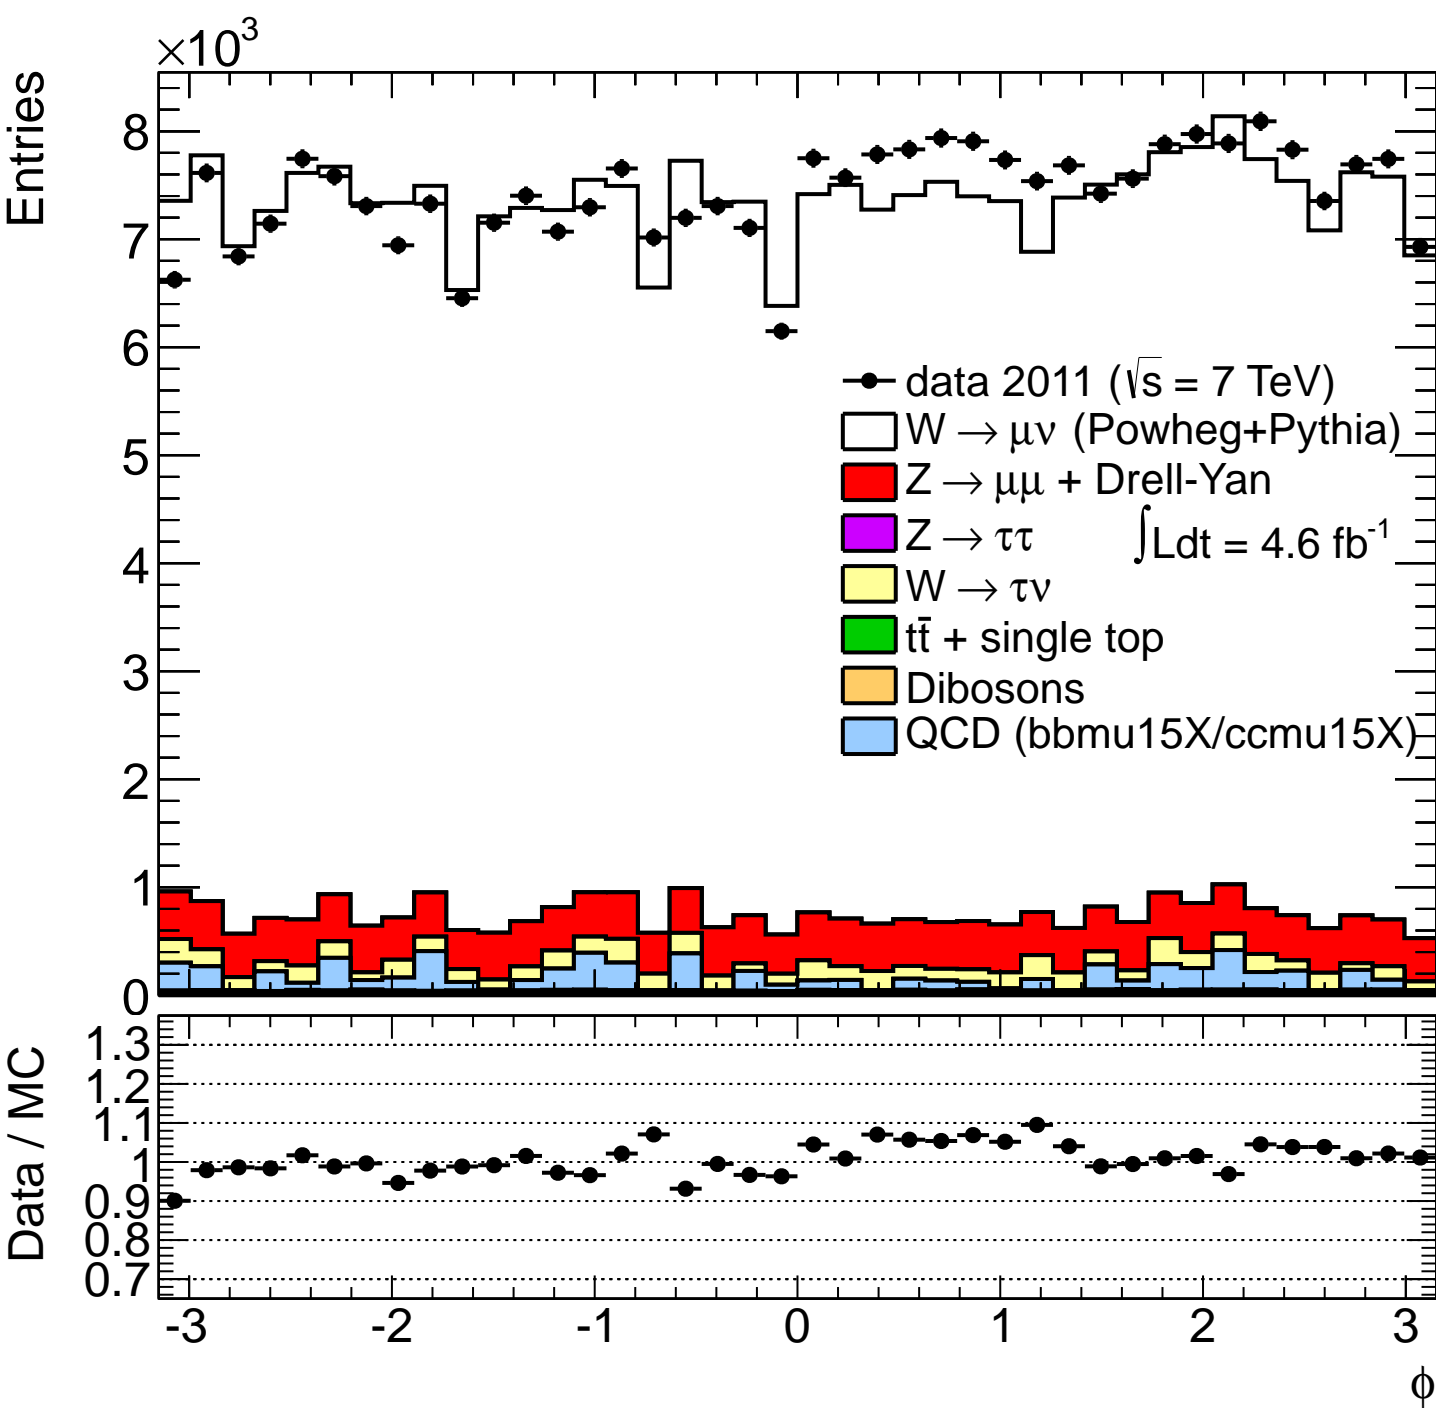 ×10³
Entries
8
7
6
5
4
3
2
1
0
data 2011 (√s = 7 TeV)
W → μν (Powheg+Pythia)
Z → μμ + Drell-Yan
Z → ττ
∫Ldt = 4.6 fb⁻¹
W → τν
tt̄ + single top
Dibosons
QCD (bbmu15X/ccmu15X)
Data / MC
1.3
1.2
1.1
1
0.9
0.8
0.7
-3 -2 -1 0 1 2 3
ϕ